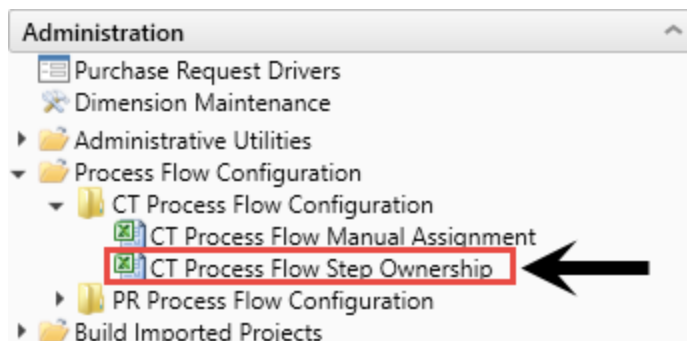 Administration
Purchase Request Drivers
Dimension Maintenance
Administrative Utilities
Process Flow Configuration
CT Process Flow Configuration
CT Process Flow Manual Assignment
CT Process Flow Step Ownership
PR Process Flow Configuration
Build Imported Projects